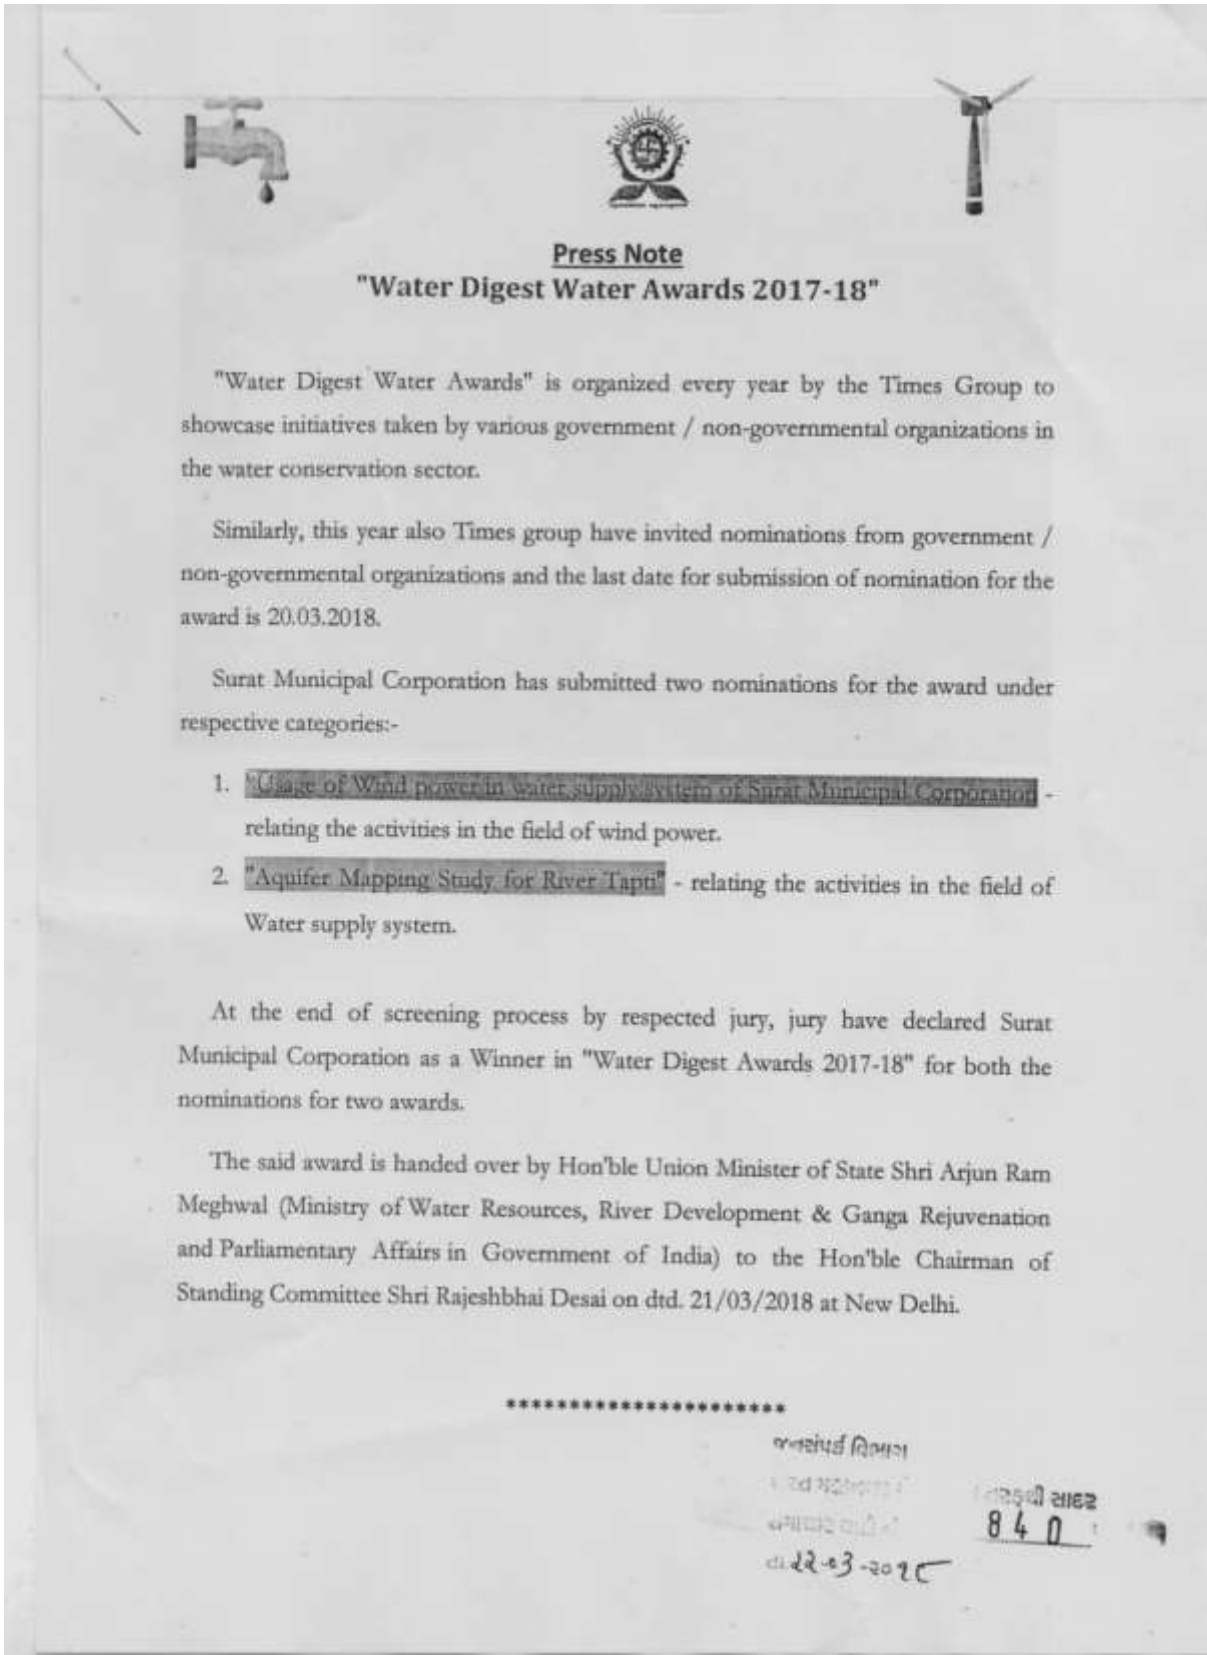 Press Note
"Water Digest Water Awards 2017-18"
"Water Digest Water Awards" is organized every year by the Times Group to
showcase initiatives taken by various government / non-governmental organizations in
the water conservation sector.
Similarly, this year also Times group have invited nominations from government /
non-governmental organizations and the last date for submission of nomination for the
award is 20.03.2018.
Surat Municipal Corporation has submitted two nominations for the award under
respective categories:-
1. "Usage of Wind power in water supply system of Surat Municipal Corporation -
relating the activities in the field of wind power.
2. "Aquifer Mapping Study for River Tapti" - relating the activities in the field of
Water supply system.
At the end of screening process by respected jury, jury have declared Surat
Municipal Corporation as a Winner in "Water Digest Awards 2017-18" for both the
nominations for two awards.
The said award is handed over by Hon'ble Union Minister of State Shri Arjun Ram
Meghwal (Ministry of Water Resources, River Development & Ganga Rejuvenation
and Parliamentary Affairs in Government of India) to the Hon'ble Chairman of
Standing Committee Shri Rajeshbhai Desai on dtd. 21/03/2018 at New Delhi.
***********************
જનસંપર્ક વિભાગ
તરફથી સાદર
840
તા. ૨૨-૦૩-૨૦૧૮